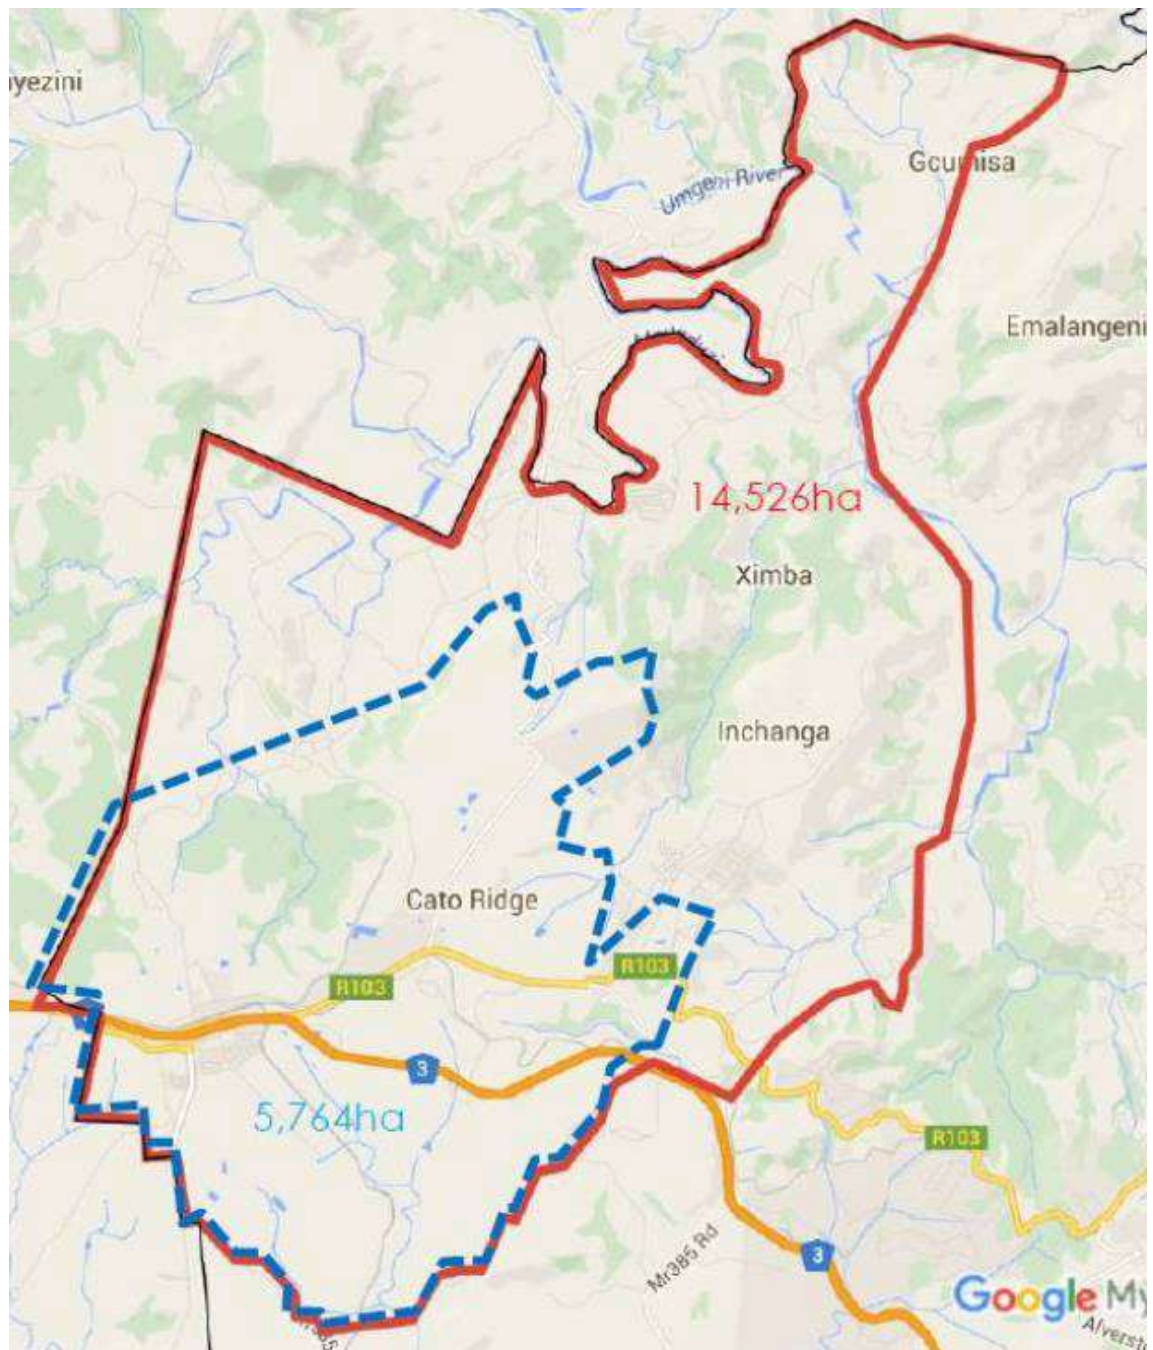 yezini
Gcumisa
Umgeni River
Emalangeni
14,526ha
Ximba
Inchanga
Cato Ridge
R103
R103
3
5,764ha
R103
Mr385 Rd
3
Google My
Alverst